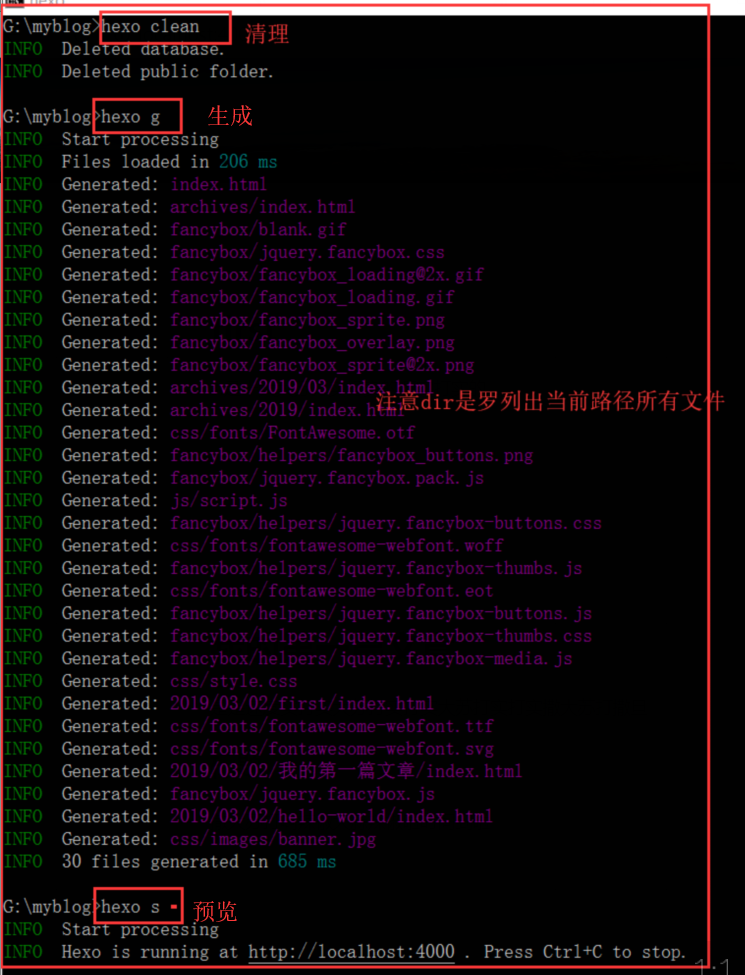 G:\myblog>hexo clean 清理
INFO  Deleted database.
INFO  Deleted public folder.
G:\myblog>hexo g 生成
INFO  Start processing
INFO  Files loaded in 206 ms
INFO  Generated: index.html
INFO  Generated: archives/index.html
INFO  Generated: fancybox/blank.gif
INFO  Generated: fancybox/jquery.fancybox.css
INFO  Generated: fancybox/fancybox_loading@2x.gif
INFO  Generated: fancybox/fancybox_loading.gif
INFO  Generated: fancybox/fancybox_sprite.png
INFO  Generated: fancybox/fancybox_overlay.png
INFO  Generated: fancybox/fancybox_sprite@2x.png
INFO  Generated: archives/2019/03/index.html
注意dir是罗列出当前路径所有文件
INFO  Generated: archives/2019/index.html
INFO  Generated: css/fonts/FontAwesome.otf
INFO  Generated: fancybox/helpers/fancybox_buttons.png
INFO  Generated: fancybox/jquery.fancybox.pack.js
INFO  Generated: js/script.js
INFO  Generated: fancybox/helpers/jquery.fancybox-buttons.css
INFO  Generated: css/fonts/fontawesome-webfont.woff
INFO  Generated: fancybox/helpers/jquery.fancybox-thumbs.js
INFO  Generated: css/fonts/fontawesome-webfont.eot
INFO  Generated: fancybox/helpers/jquery.fancybox-buttons.js
INFO  Generated: fancybox/helpers/jquery.fancybox-thumbs.css
INFO  Generated: fancybox/helpers/jquery.fancybox-media.js
INFO  Generated: css/style.css
INFO  Generated: 2019/03/02/first/index.html
INFO  Generated: css/fonts/fontawesome-webfont.ttf
INFO  Generated: css/fonts/fontawesome-webfont.svg
INFO  Generated: 2019/03/02/我的第一篇文章/index.html
INFO  Generated: fancybox/jquery.fancybox.js
INFO  Generated: 2019/03/02/hello-world/index.html
INFO  Generated: css/images/banner.jpg
INFO  30 files generated in 685 ms
G:\myblog>hexo s 预览
INFO  Start processing
INFO  Hexo is running at http://localhost:4000 . Press Ctrl+C to stop.